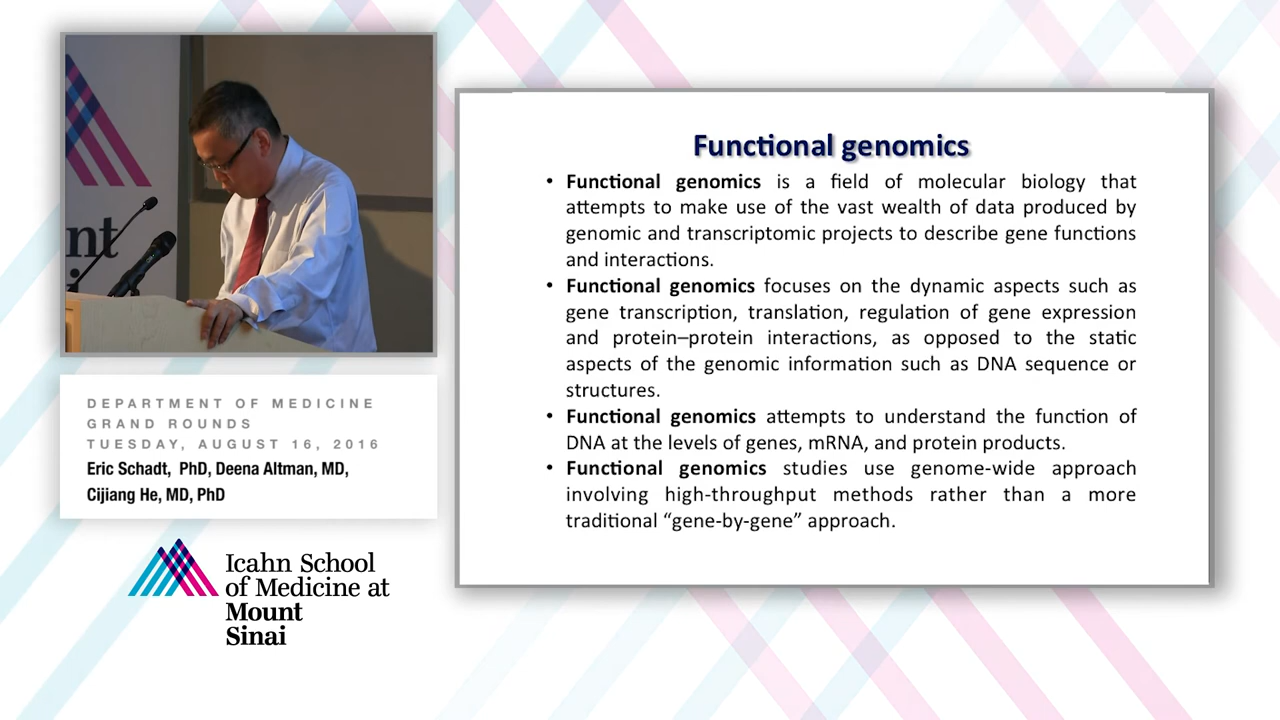 nt
DEPARTMENT OF MEDICINE
GRAND ROUNDS
TUESDAY, AUGUST 16, 2016
Eric Schadt, PhD, Deena Altman, MD,
Cijiang He, MD, PhD
Icahn School
of Medicine at
Mount
Sinai
Functional genomics
• Functional genomics is a field of molecular biology that
attempts to make use of the vast wealth of data produced by
genomic and transcriptomic projects to describe gene functions
and interactions.
• Functional genomics focuses on the dynamic aspects such as
gene transcription, translation, regulation of gene expression
and protein–protein interactions, as opposed to the static
aspects of the genomic information such as DNA sequence or
structures.
• Functional genomics attempts to understand the function of
DNA at the levels of genes, mRNA, and protein products.
• Functional genomics studies use genome-wide approach
involving high-throughput methods rather than a more
traditional “gene-by-gene” approach.